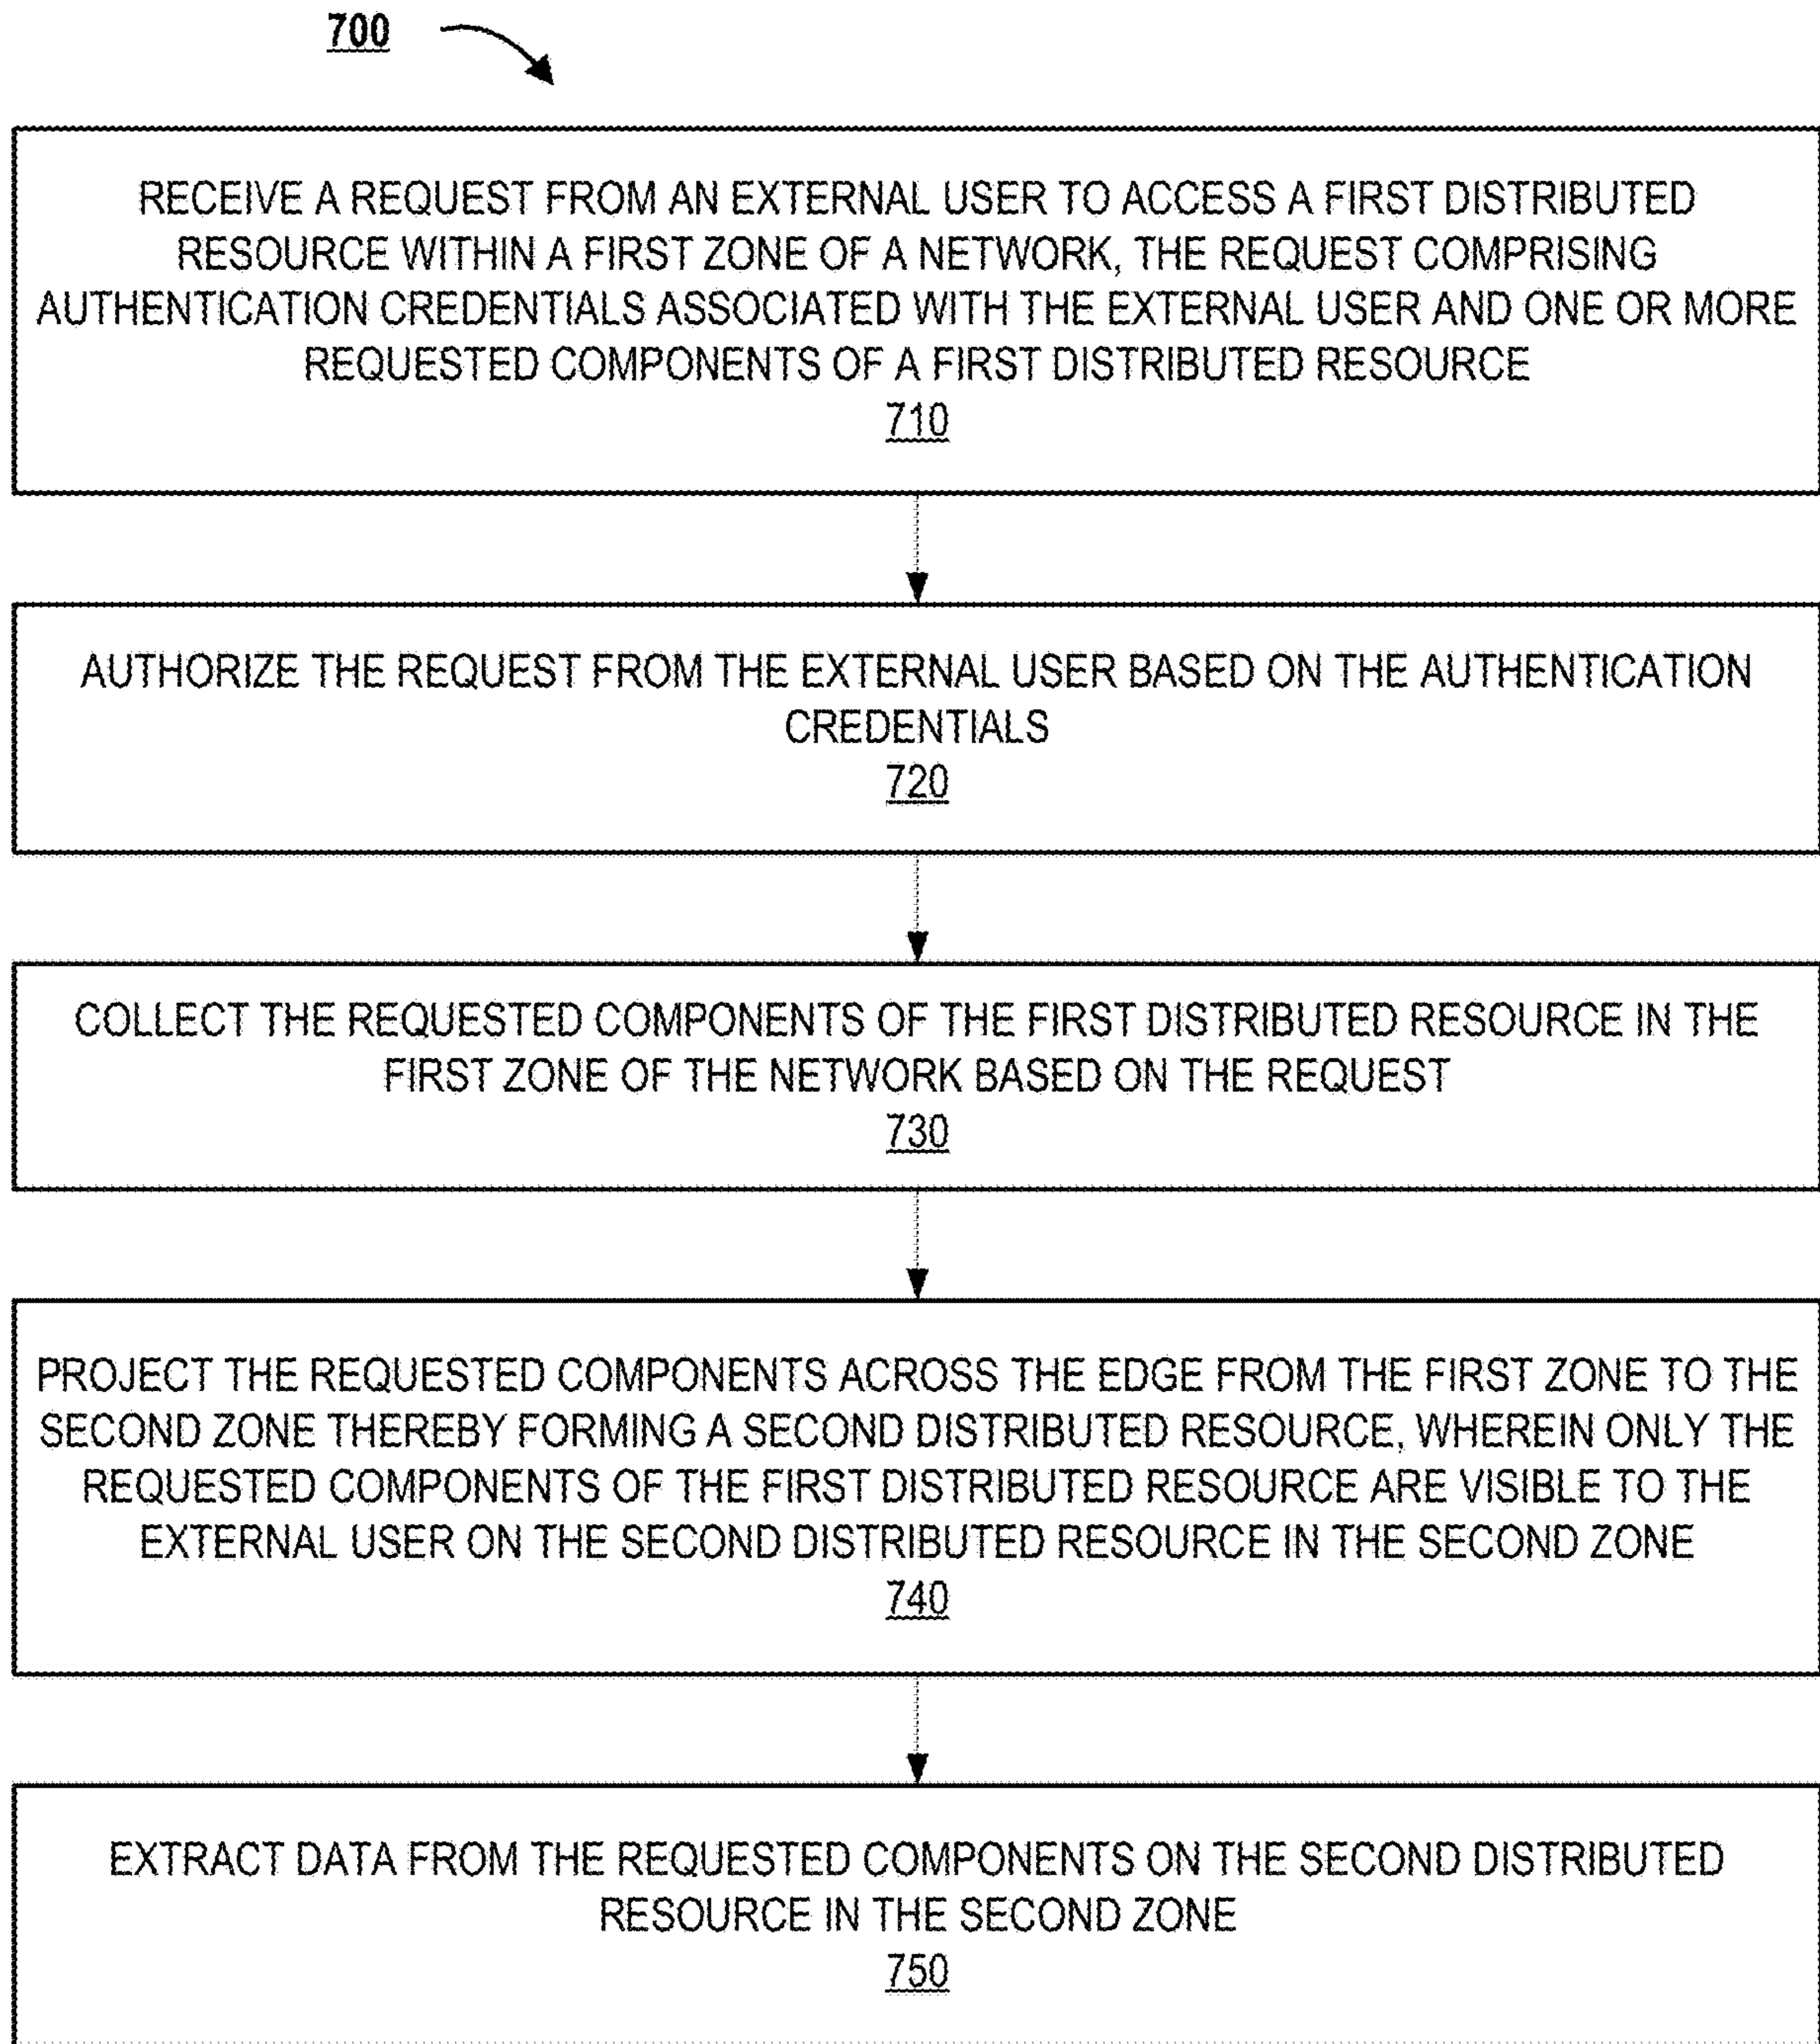 700
RECEIVE A REQUEST FROM AN EXTERNAL USER TO ACCESS A FIRST DISTRIBUTED
RESOURCE WITHIN A FIRST ZONE OF A NETWORK, THE REQUEST COMPRISING
AUTHENTICATION CREDENTIALS ASSOCIATED WITH THE EXTERNAL USER AND ONE OR MORE
REQUESTED COMPONENTS OF A FIRST DISTRIBUTED RESOURCE
710
AUTHORIZE THE REQUEST FROM THE EXTERNAL USER BASED ON THE AUTHENTICATION
CREDENTIALS
720
COLLECT THE REQUESTED COMPONENTS OF THE FIRST DISTRIBUTED RESOURCE IN THE
FIRST ZONE OF THE NETWORK BASED ON THE REQUEST
730
PROJECT THE REQUESTED COMPONENTS ACROSS THE EDGE FROM THE FIRST ZONE TO THE
SECOND ZONE THEREBY FORMING A SECOND DISTRIBUTED RESOURCE, WHEREIN ONLY THE
REQUESTED COMPONENTS OF THE FIRST DISTRIBUTED RESOURCE ARE VISIBLE TO THE
EXTERNAL USER ON THE SECOND DISTRIBUTED RESOURCE IN THE SECOND ZONE
740
EXTRACT DATA FROM THE REQUESTED COMPONENTS ON THE SECOND DISTRIBUTED
RESOURCE IN THE SECOND ZONE
750